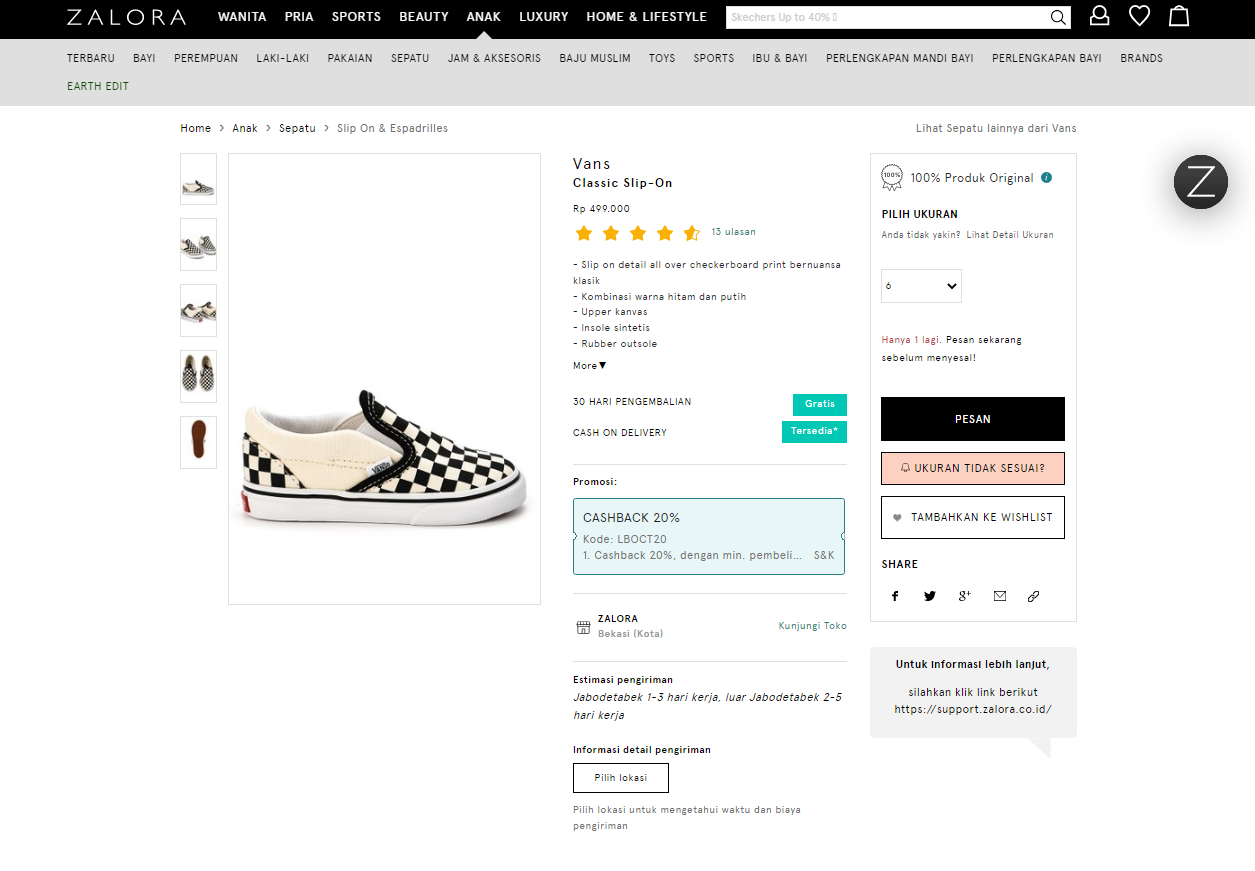 ZALORA
WANITA PRIA SPORTS BEAUTY ANAK LUXURY HOME & LIFESTYLE
Skechers Up to 40%
TERBARU BAYI PEREMPUAN LAKI-LAKI PAKAIAN SEPATU JAM & AKSESORIS BAJU MUSLIM TOYS SPORTS IBU & BAYI PERLENGKAPAN MANDI BAYI PERLENGKAPAN BAYI BRANDS
EARTH EDIT
Home > Anak > Sepatu > Slip On & Espadrilles
Lihat Sepatu lainnya dari Vans
VANS
Vans
Classic Slip-On
Rp 499.000
13 ulasan
- Slip on detail all over checkerboard print bernuansa
klasik
- Kombinasi warna hitam dan putih
- Upper kanvas
- Insole sintetis
- Rubber outsole
More▼
30 HARI PENGEMBALIAN Gratis
CASH ON DELIVERY Tersedia*
Promosi:
CASHBACK 20%
Kode: LBOCT20
1. Cashback 20%, dengan min. pembeli... S&K
ZALORA
Bekasi (Kota)
Kunjungi Toko
Estimasi pengiriman
Jabodetabek 1-3 hari kerja, luar Jabodetabek 2-5
hari kerja
Informasi detail pengiriman
Pilih lokasi
Pilih lokasi untuk mengetahui waktu dan biaya
pengiriman
100%
100% Produk Original i
PILIH UKURAN
Anda tidak yakin? Lihat Detail Ukuran
6
Hanya 1 lagi. Pesan sekarang
sebelum menyesal!
PESAN
UKURAN TIDAK SESUAI?
TAMBAHKAN KE WISHLIST
SHARE
Untuk informasi lebih lanjut,
silahkan klik link berikut
https://support.zalora.co.id/
Z